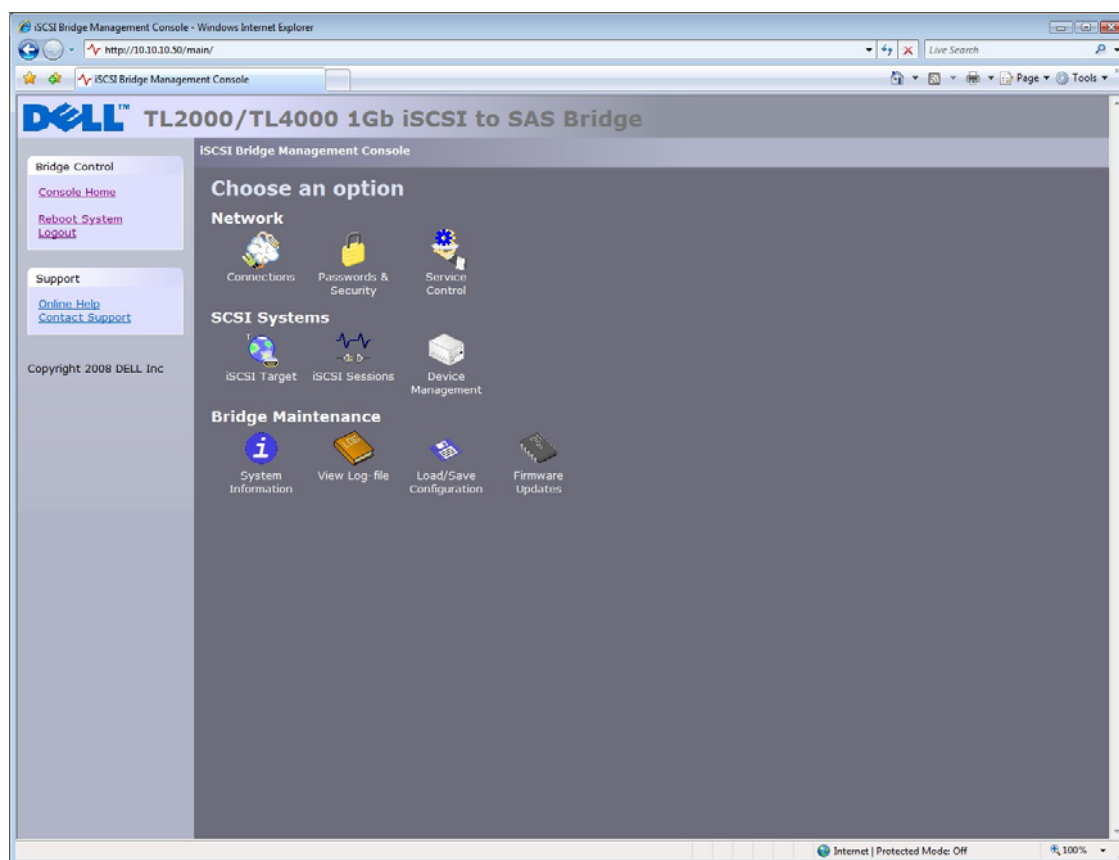 iSCSI Bridge Management Console - Windows Internet Explorer
http://10.10.10.50/main/
Live Search
iSCSI Bridge Management Console
Page
Tools
DELL™ TL2000/TL4000 1Gb iSCSI to SAS Bridge
iSCSI Bridge Management Console
Bridge Control
Console Home
Reboot System
Logout
Support
Online Help
Contact Support
Copyright 2008 DELL Inc
Choose an option
Network
Connections
Passwords & Security
Service Control
SCSI Systems
iSCSI Target
iSCSI Sessions
Device Management
Bridge Maintenance
System Information
View Log-file
Load/Save Configuration
Firmware Updates
Internet | Protected Mode: Off
100%